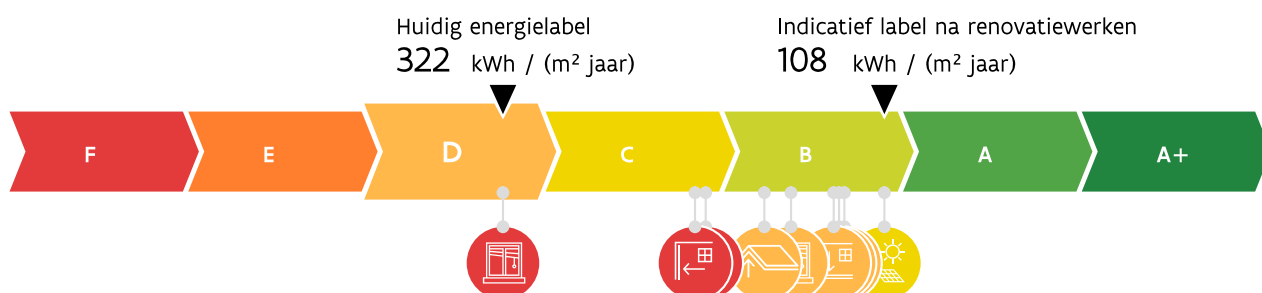 Huidig energielabel
322 kWh / (m² jaar)
Indicatief label na renovatiewerken
108 kWh / (m² jaar)
F E D C B A A+